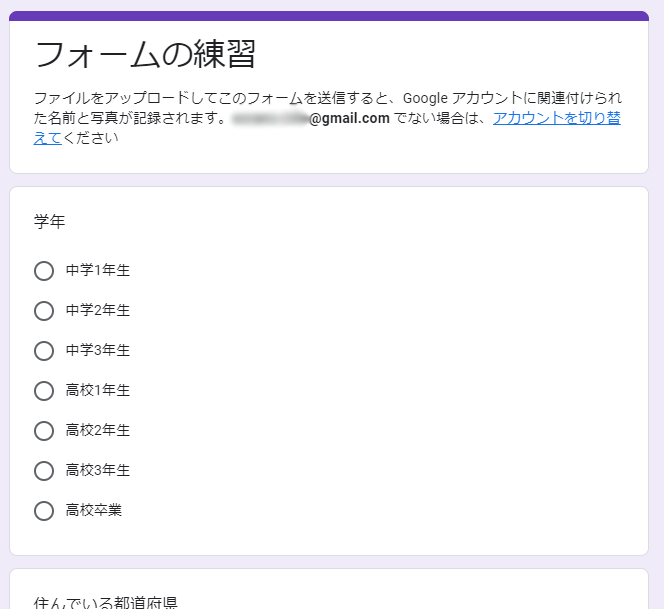 フォームの練習
ファイルをアップロードしてこのフォームを送信すると、Google アカウントに関連付けられ
た名前と写真が記録されます。 @gmail.com でない場合は、アカウントを切り替
えてください
学年
中学1年生
中学2年生
中学3年生
高校1年生
高校2年生
高校3年生
高校卒業
住んでいる都道府県